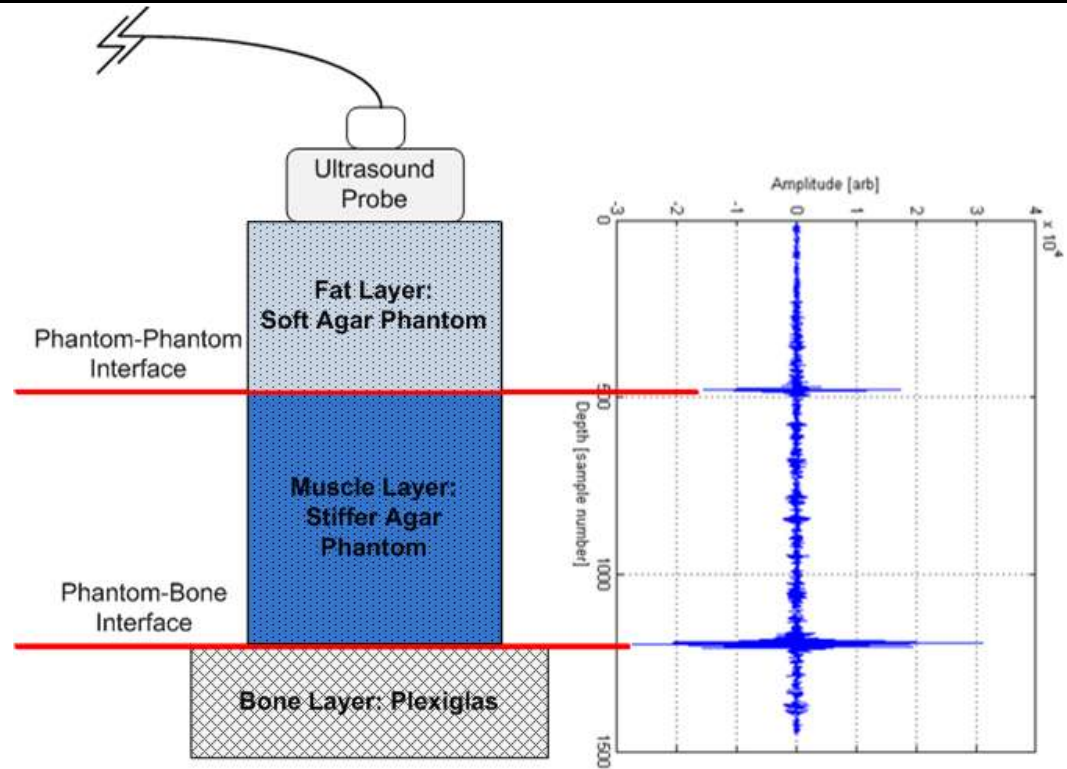 Ultrasound
Probe
Fat Layer:
Soft Agar Phantom
Phantom-Phantom
Interface
Muscle Layer:
Stiffer Agar
Phantom
Phantom-Bone
Interface
Bone Layer: Plexiglas
Amplitude [arb]
-3 -2 -1 0 1 2 3 4
x 10^4
0
500
1000
1500
Depth [sample number]